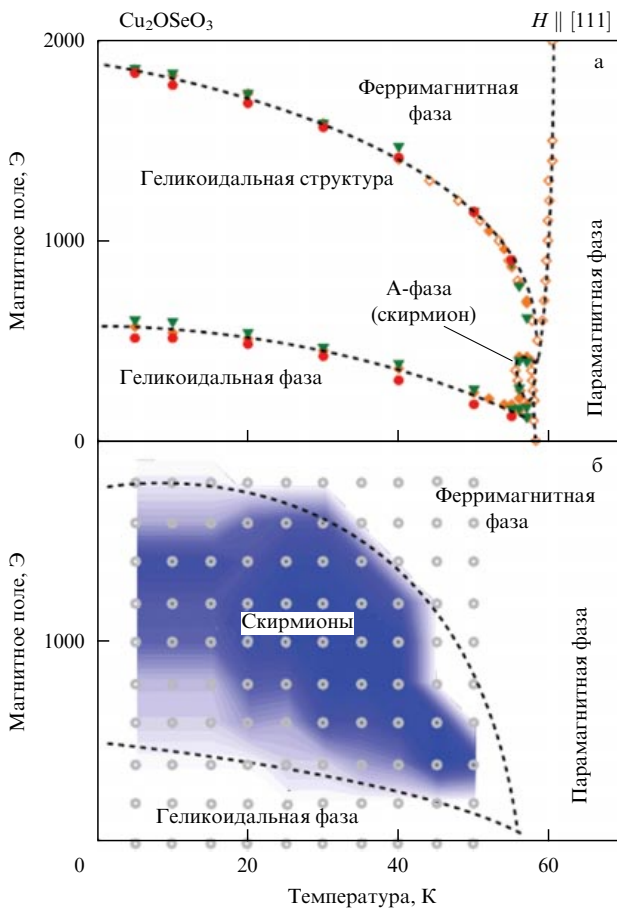 Cu₂OSeO₃
H || [111]
2000
а
Ферримагнитная
фаза
Геликоидальная структура
Магнитное поле, Э
1000
А-фаза
(скирмион)
Парамагнитная фаза
Геликоидальная фаза
0
б
Ферримагнитная
фаза
Скирмионы
Магнитное поле, Э
1000
Парамагнитная фаза
Геликоидальная фаза
0
20
40
60
Температура, К